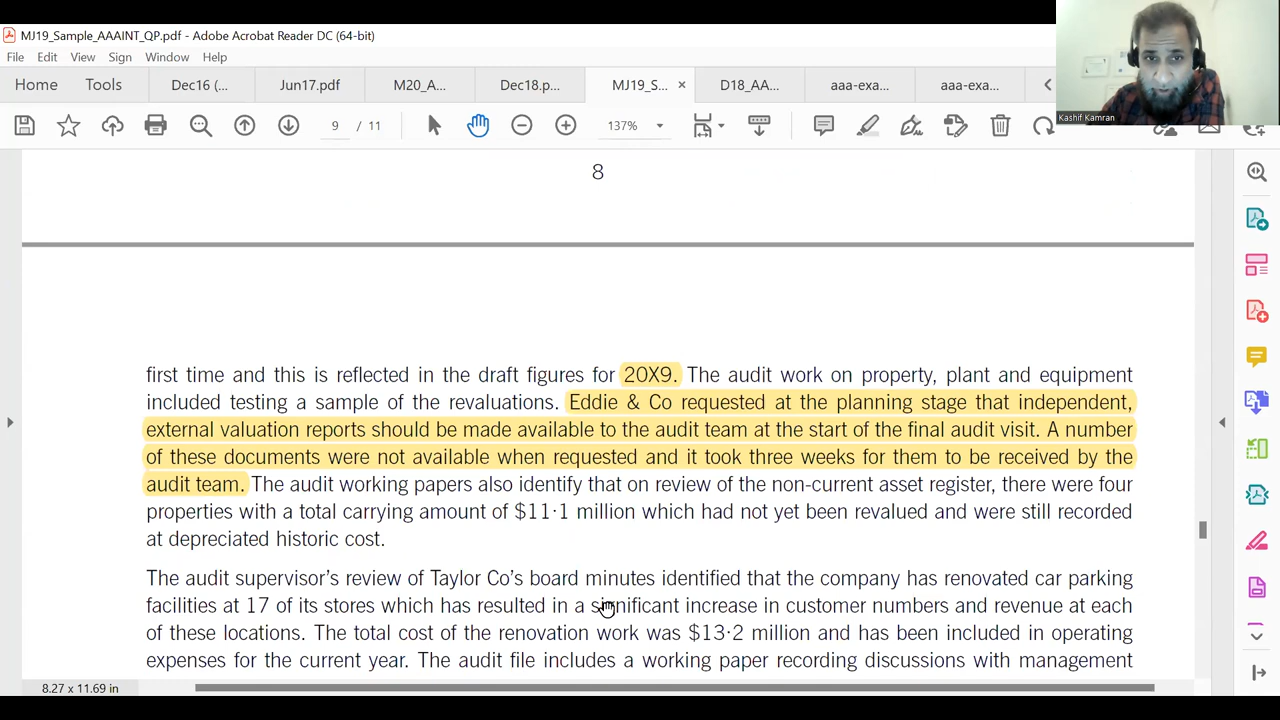 MJ19_Sample_AAAINT_QP.pdf - Adobe Acrobat Reader DC (64-bit)
File Edit View Sign Window Help
Home Tools Dec16 (... Jun17.pdf M20_A... Dec18.p... MJ19_S... D18_AA... aaa-exa... aaa-exa...
9 / 11 137%
Kashif Kamran
8
first time and this is reflected in the draft figures for 20X9. The audit work on property, plant and equipment
included testing a sample of the revaluations. Eddie & Co requested at the planning stage that independent,
external valuation reports should be made available to the audit team at the start of the final audit visit. A number
of these documents were not available when requested and it took three weeks for them to be received by the
audit team. The audit working papers also identify that on review of the non-current asset register, there were four
properties with a total carrying amount of $11·1 million which had not yet been revalued and were still recorded
at depreciated historic cost.
The audit supervisor's review of Taylor Co's board minutes identified that the company has renovated car parking
facilities at 17 of its stores which has resulted in a significant increase in customer numbers and revenue at each
of these locations. The total cost of the renovation work was $13·2 million and has been included in operating
expenses for the current year. The audit file includes a working paper recording discussions with management
8.27 x 11.69 in